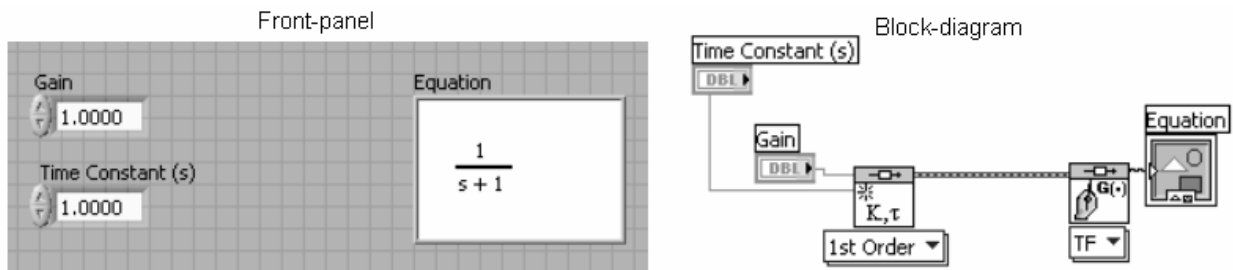 Front-panel
Gain
1.0000
Time Constant (s)
1.0000
Equation
1
s + 1
Block-diagram
Time Constant (s)
DBL
Gain
DBL
K,τ
1st Order
G(•)
TF
Equation